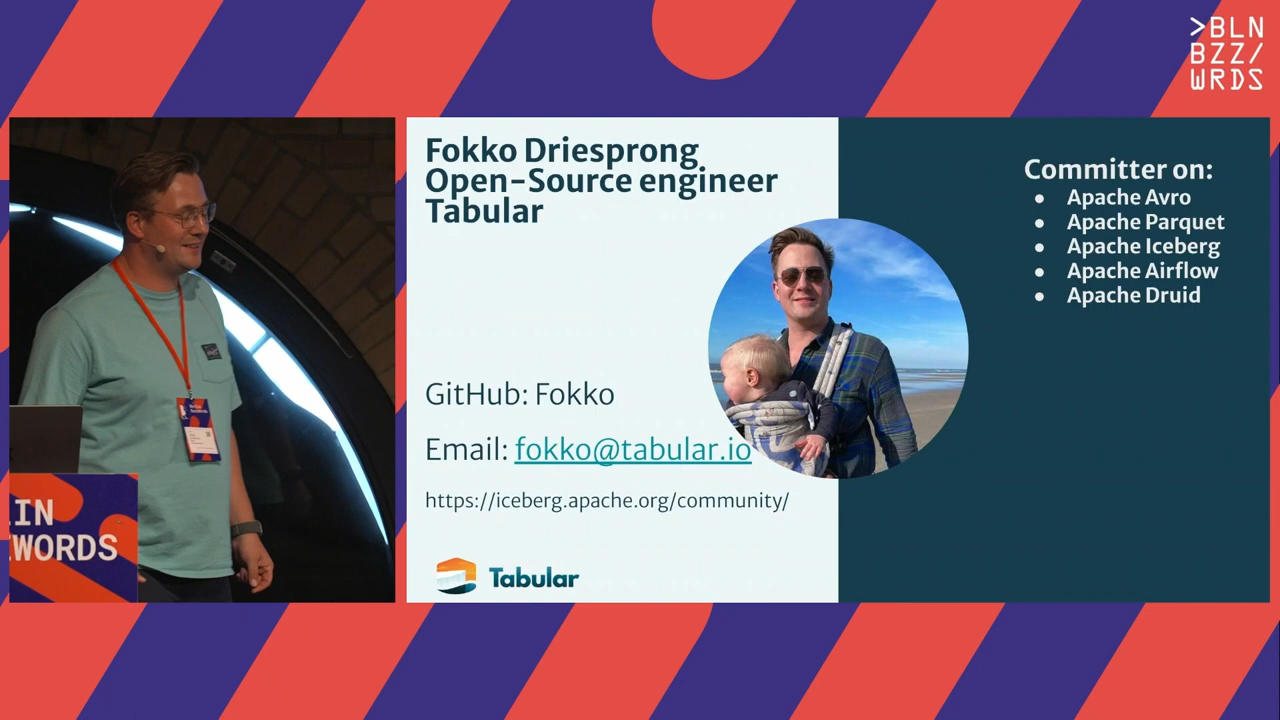 >BLN
BZZ/
WRDS
Fokko Driesprong
Open-Source engineer
Tabular
GitHub: Fokko
Email: fokko@tabular.io
https://iceberg.apache.org/community/
Tabular
Committer on:
● Apache Avro
● Apache Parquet
● Apache Iceberg
● Apache Airflow
● Apache Druid
IN
WORDS